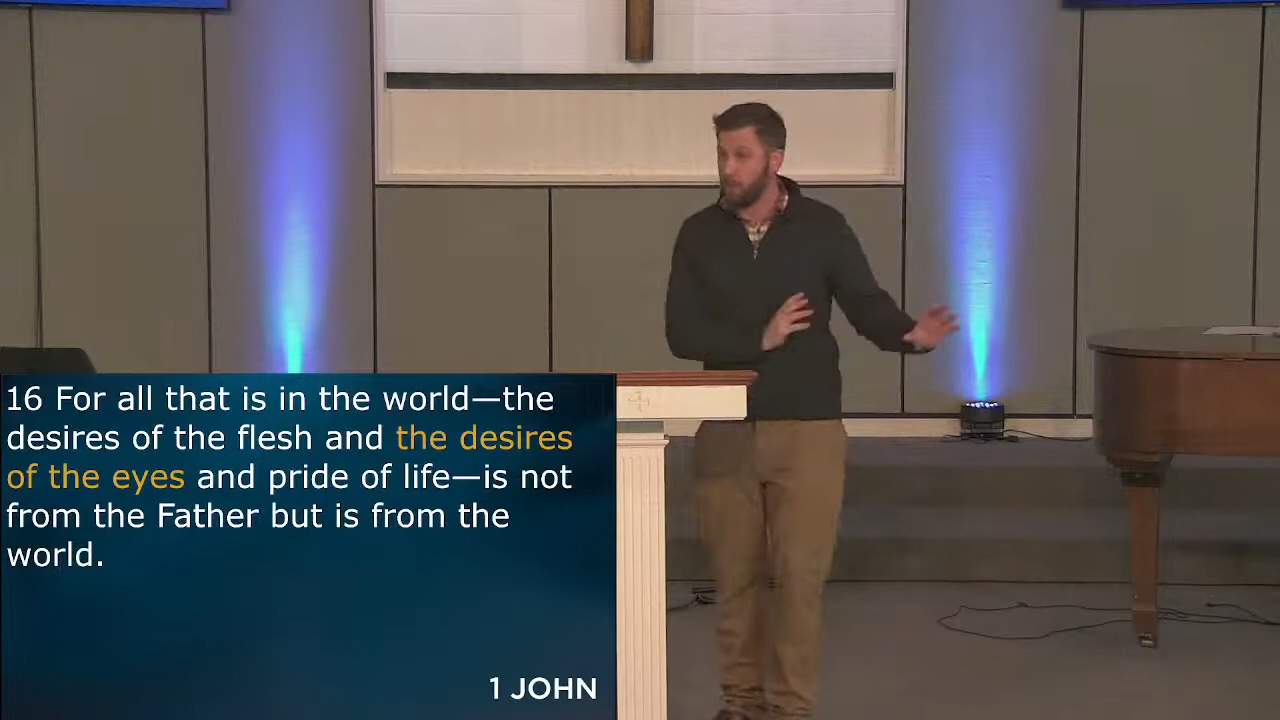 16 For all that is in the world—the
desires of the flesh and the desires
of the eyes and pride of life—is not
from the Father but is from the
world.
1 JOHN